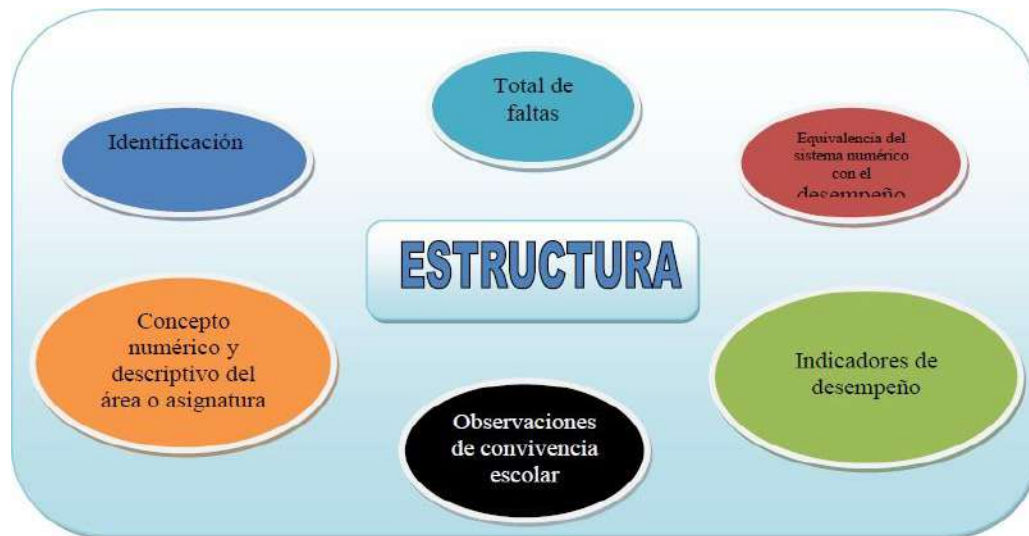 Total de
faltas
Identificación
Equivalencia del
sistema numérico
con el
desempeño
ESTRUCTURA
Concepto
numérico y
descriptivo del
área o asignatura
Indicadores de
desempeño
Observaciones
de convivencia
escolar